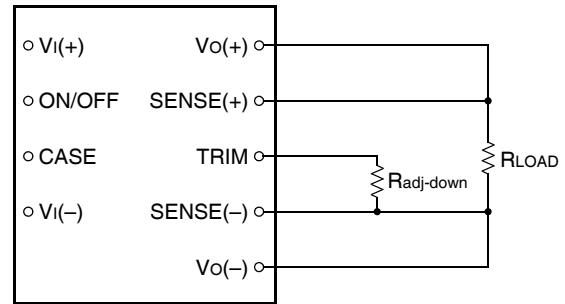 VI(+) VO(+)
ON/OFF SENSE(+)
CASE TRIM
RLOAD
Radj-down
VI(–) SENSE(–)
VO(–)